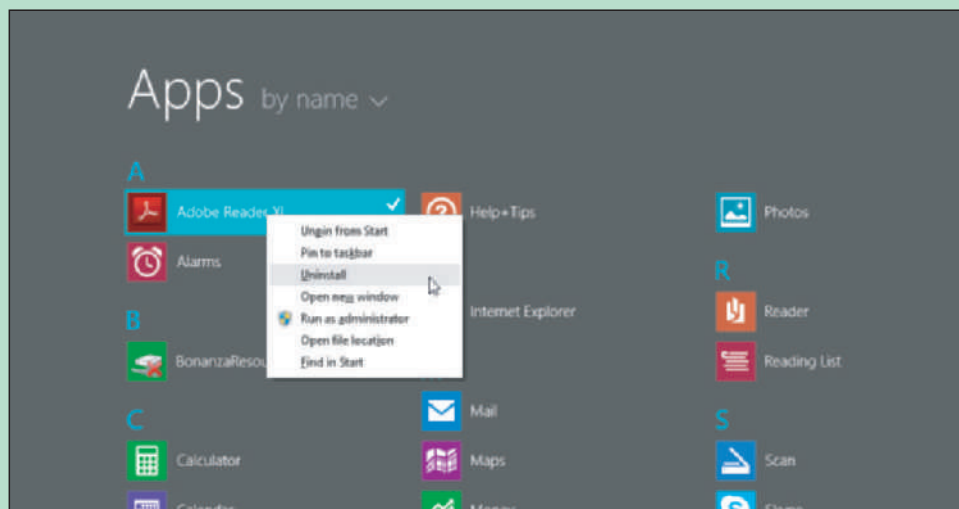 Apps by name
A
Adobe Reader XI
Alarms
B
BonanzaResou
C
Calculator
Calendar
Unpin from Start
Pin to taskbar
Uninstall
Open new window
Run as administrator
Open file location
Find in Start
Help+Tips
Internet Explorer
Mail
Maps
Money
Photos
R
Reader
Reading List
S
Scan